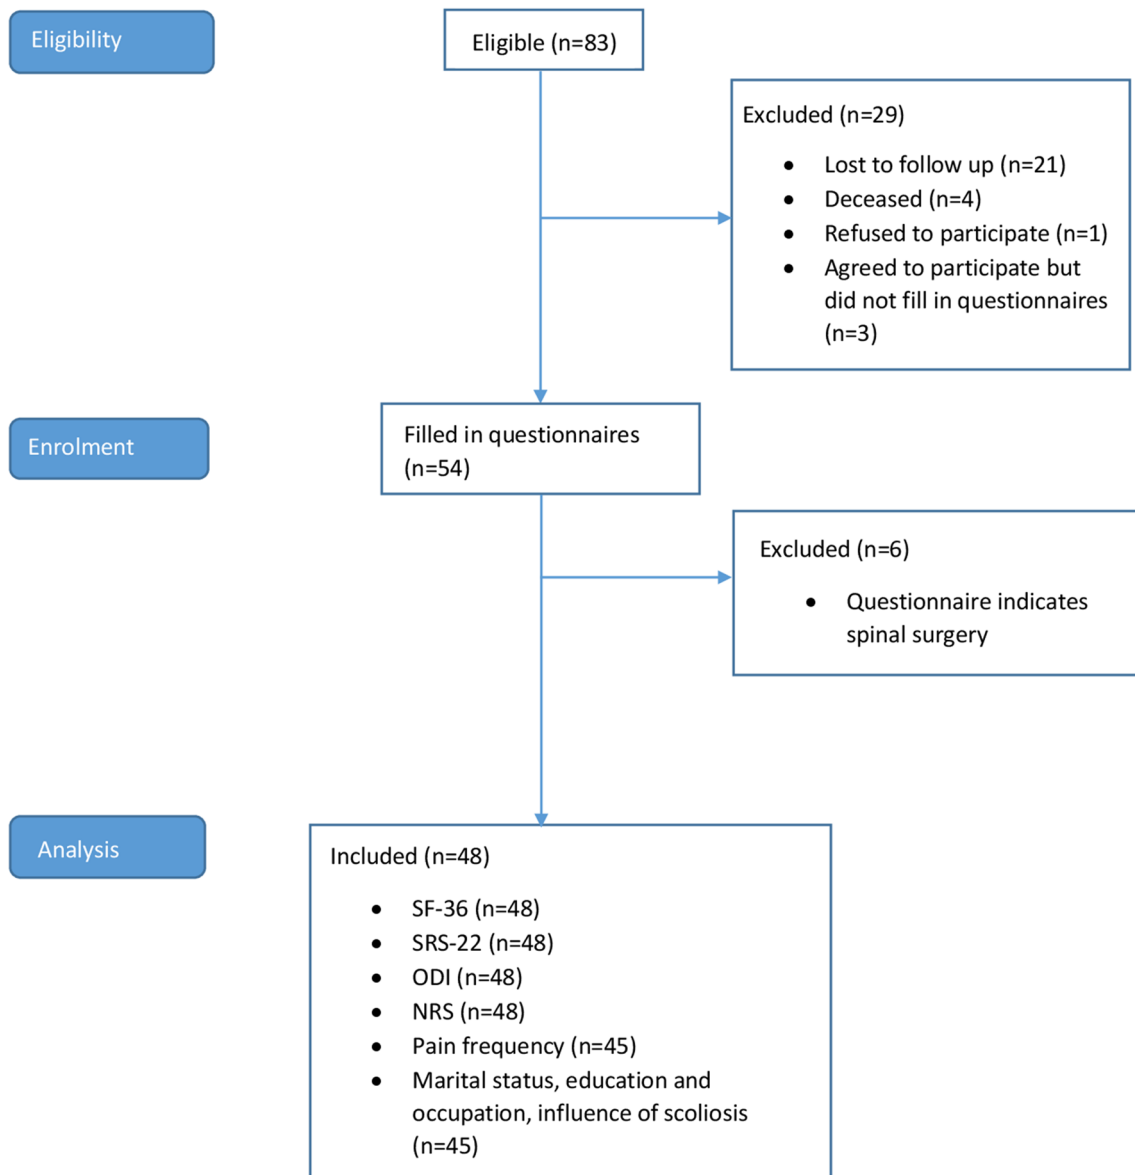 Eligibility
Eligible (n=83)
Excluded (n=29)
• Lost to follow up (n=21)
• Deceased (n=4)
• Refused to participate (n=1)
• Agreed to participate but
did not fill in questionnaires
(n=3)
Enrolment
Filled in questionnaires
(n=54)
Excluded (n=6)
• Questionnaire indicates
spinal surgery
Analysis
Included (n=48)
• SF-36 (n=48)
• SRS-22 (n=48)
• ODI (n=48)
• NRS (n=48)
• Pain frequency (n=45)
• Marital status, education and
occupation, influence of scoliosis
(n=45)